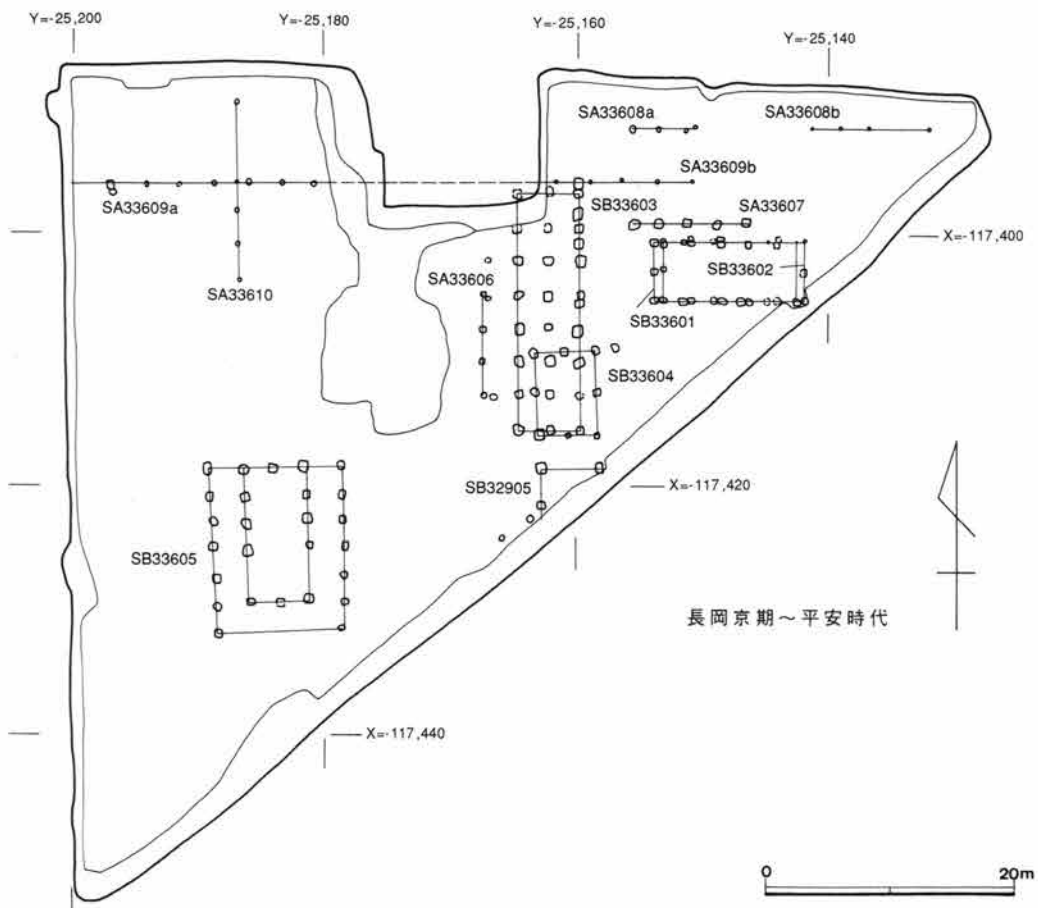 Y=-25,200
Y=-25,180
Y=-25,160
Y=-25,140
SA33608a
SA33608b
SA33609b
SA33609a
SB33603
SA33607
X=-117,400
SA33606
SB33602
SA33610
SB33601
SB33604
SB32905
X=-117,420
SB33605
長岡京期～平安時代
X=-117,440
0
20m